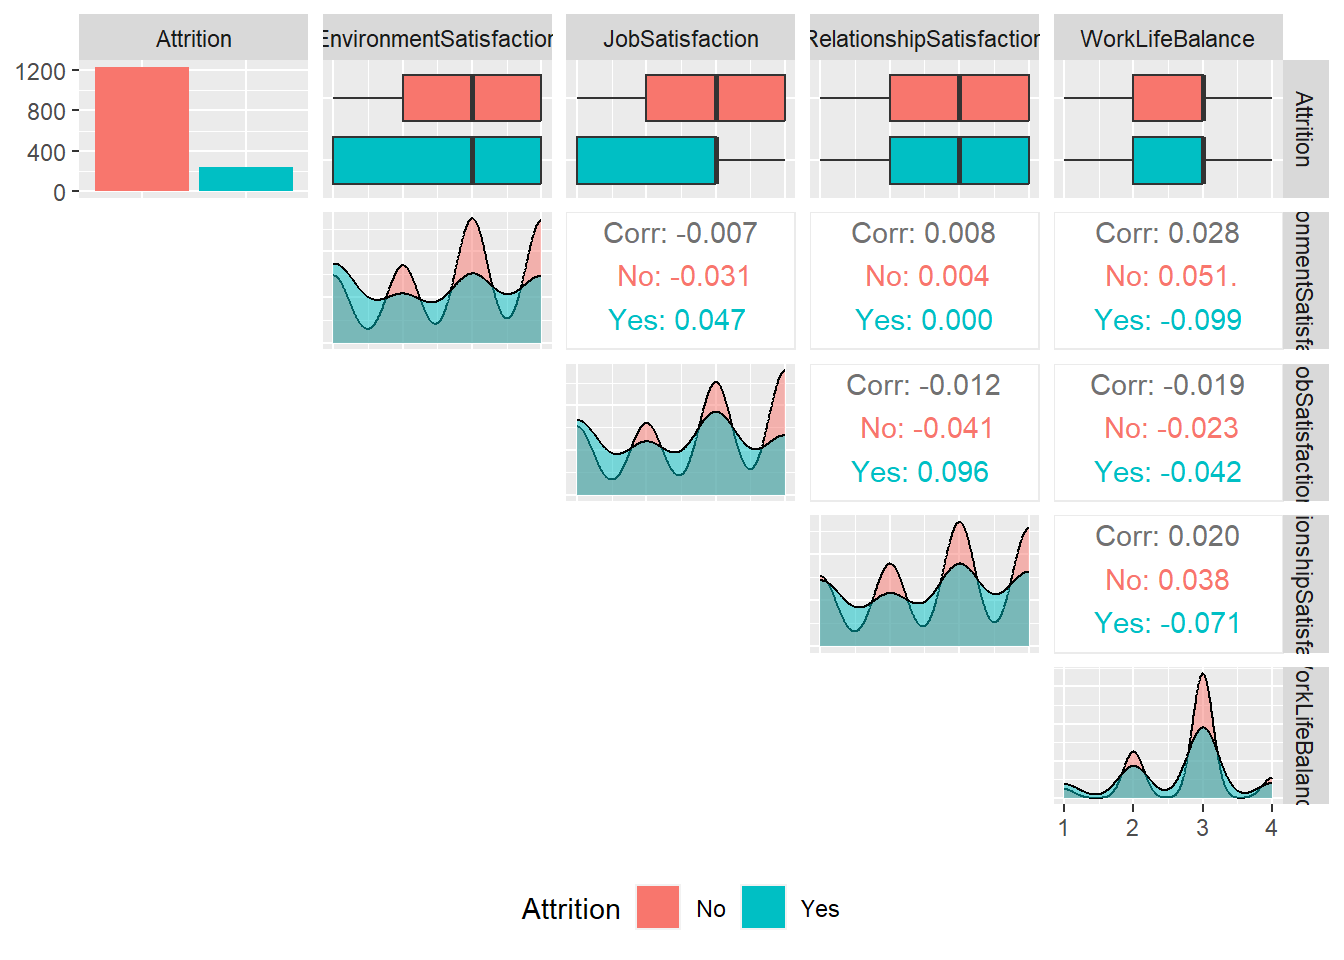 Attrition
EnvironmentSatisfaction
JobSatisfaction
RelationshipSatisfaction
WorkLifeBalance
1200
800
400
0
Attrition
Corr: -0.007
No: -0.031
Yes: 0.047
Corr: 0.008
No: 0.004
Yes: 0.000
Corr: 0.028
No: 0.051.
Yes: -0.099
onmentSatisfa
Corr: -0.012
No: -0.041
Yes: 0.096
Corr: -0.019
No: -0.023
Yes: -0.042
obSatisfaction
Corr: 0.020
No: 0.038
Yes: -0.071
ionshipSatisfa
orkLifeBalanc
1 2 3 4
Attrition No Yes